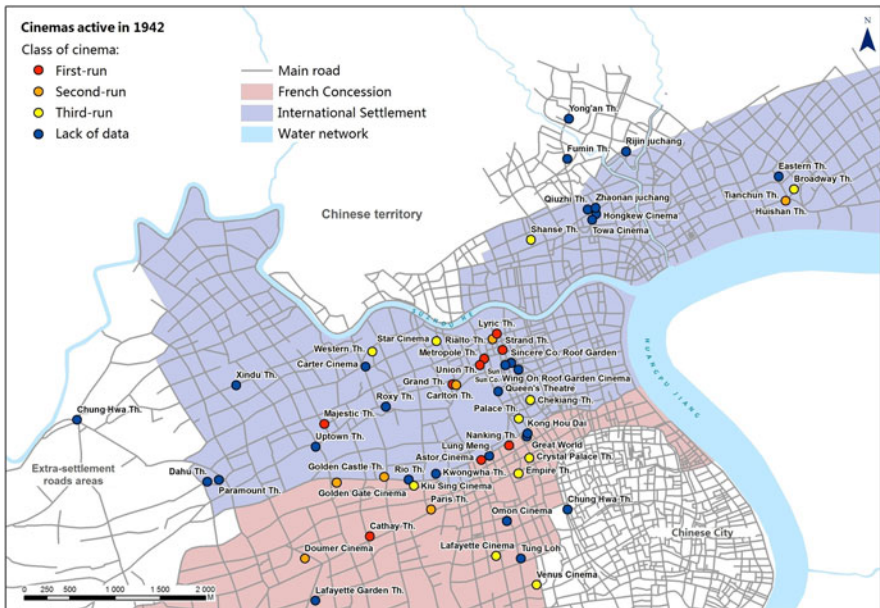 Cinemas active in 1942
Class of cinema:
First-run
Second-run
Third-run
Lack of data
Main road
French Concession
International Settlement
Water network
N
Yong'an Th.
Rijin juchang
Fumin Th.
Eastern Th.
Broadway Th.
Tianchun Th.
Huishan Th.
Qiuzhi Th.
Zhaonan juchang
Hongkew Cinema
Towa Cinema
Chinese territory
Shanse Th.
SUZHOU HE
HUANGPU JIANG
Lyric Th.
Star Cinema
Rialto Th.
Strand Th.
Western Th.
Metropole Th.
Sincere Co. Roof Garden
Carter Cinema
Union Th.
Sun
Sun Co.
Wing On Roof Garden Cinema
Xindu Th.
Grand Th.
Carlton Th.
Queen's Theatre
Roxy Th.
Chekiang Th.
Chung Hwa Th.
Majestic Th.
Palace Th.
Kong Hou Dai
Uptown Th.
Nanking Th.
Lung Meng
Great World
Astor Cinema
Crystal Palace Th.
Extra-settlement
roads areas
Golden Castle Th.
Rio Th.
Kwongwha Th.
Empire Th.
Dahu Th.
Paramount Th.
Golden Gate Cinema
Kiu Sing Cinema
Paris Th.
Chung Hwa Th.
Omon Cinema
Cathay Th.
Chinese City
Doumer Cinema
Lafayette Cinema
Tung Loh
Venus Cinema
Lafayette Garden Th.
0 500 1 000 1 500 2 000
M